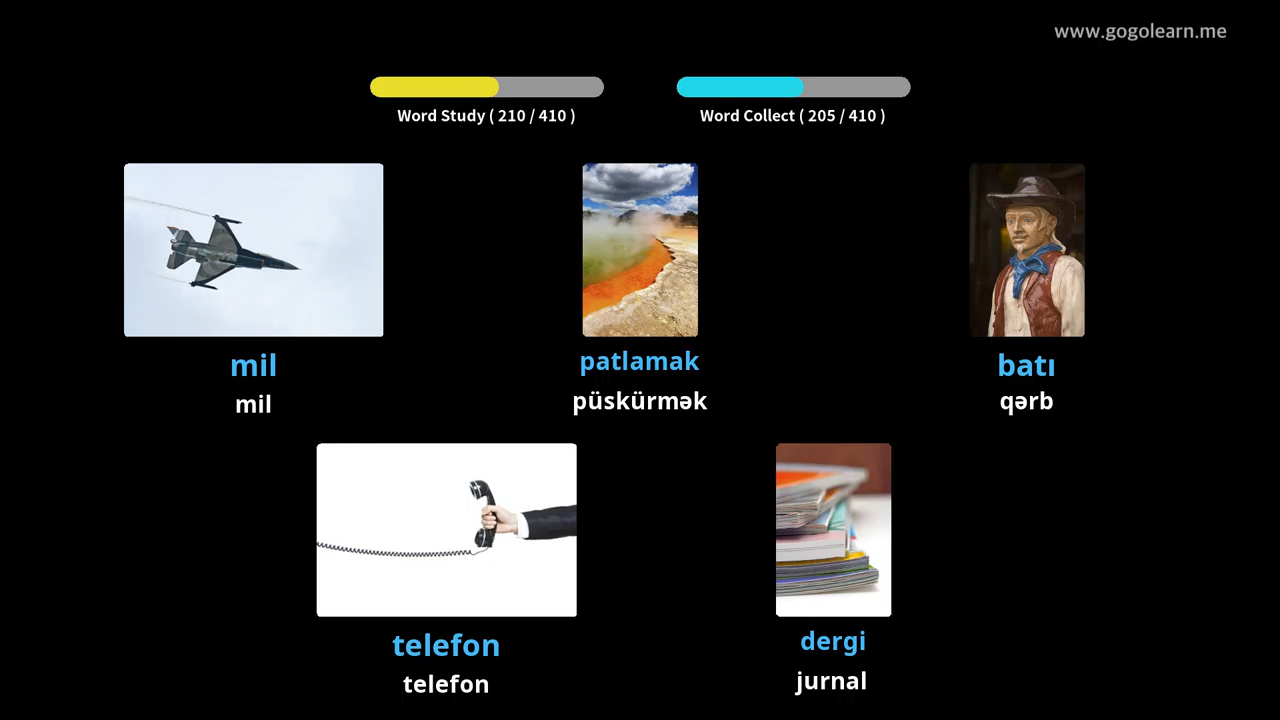 www.gogolearn.me
Word Study ( 210 / 410 )
Word Collect ( 205 / 410 )
mil
mil
patlamak
püskürmək
batı
qərb
telefon
telefon
dergi
jurnal